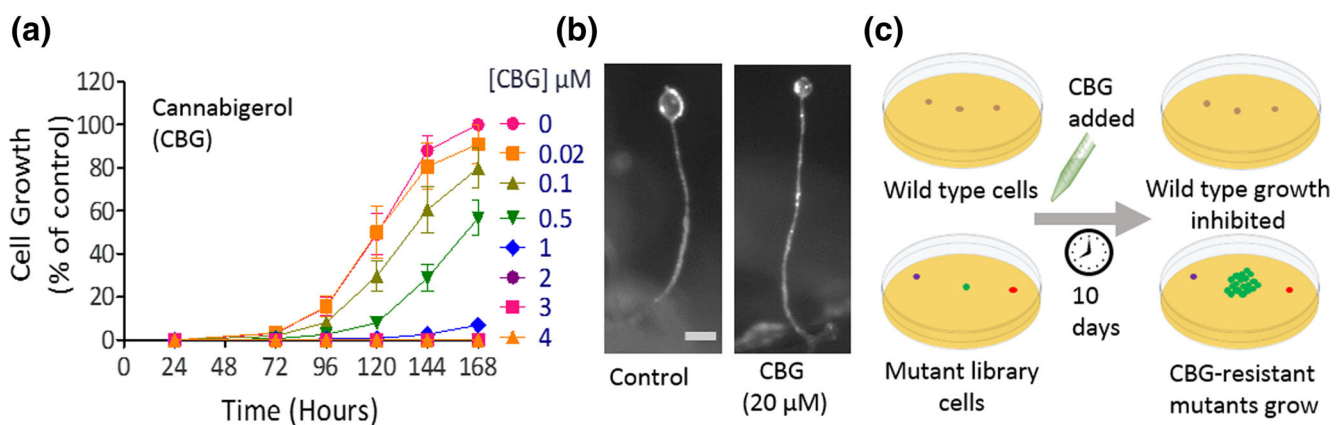 (a)
120
100
80
60
40
20
0
Cell Growth
(% of control)
Cannabigerol
(CBG)
0 24 48 72 96 120 144 168
Time (Hours)
[CBG] µM
0
0.02
0.1
0.5
1
2
3
4
(b)
Control
CBG
(20 µM)
(c)
Wild type cells
CBG
added
Wild type growth
inhibited
10
days
Mutant library
cells
CBG-resistant
mutants grow